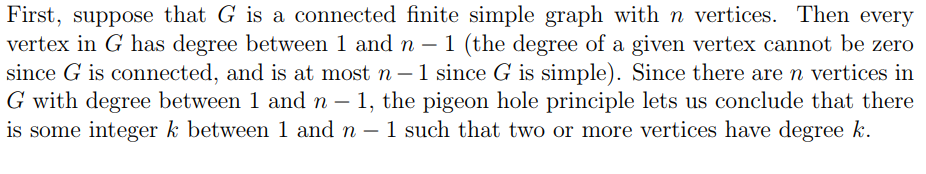 First, suppose that G is a connected finite simple graph with n vertices. Then every
vertex in G has degree between 1 and n − 1 (the degree of a given vertex cannot be zero
since G is connected, and is at most n − 1 since G is simple). Since there are n vertices in
G with degree between 1 and n − 1, the pigeon hole principle lets us conclude that there
is some integer k between 1 and n − 1 such that two or more vertices have degree k.